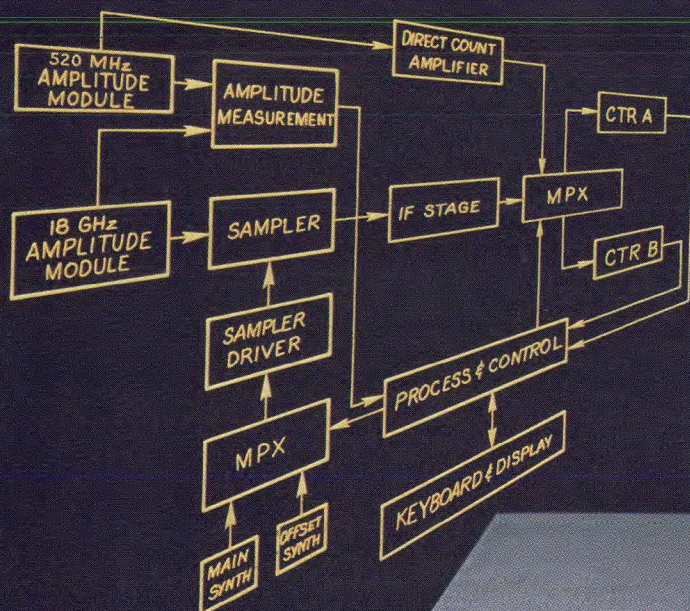 520 MHz
AMPLITUDE
MODULE
DIRECT COUNT
AMPLIFIER
AMPLITUDE
MEASUREMENT
CTR A
18 GHz
AMPLITUDE
MODULE
SAMPLER
IF STAGE
MPX
CTR B
SAMPLER
DRIVER
PROCESS & CONTROL
MPX
KEYBOARD & DISPLAY
OFFSET
SYNTH
MAIN
SYNTH